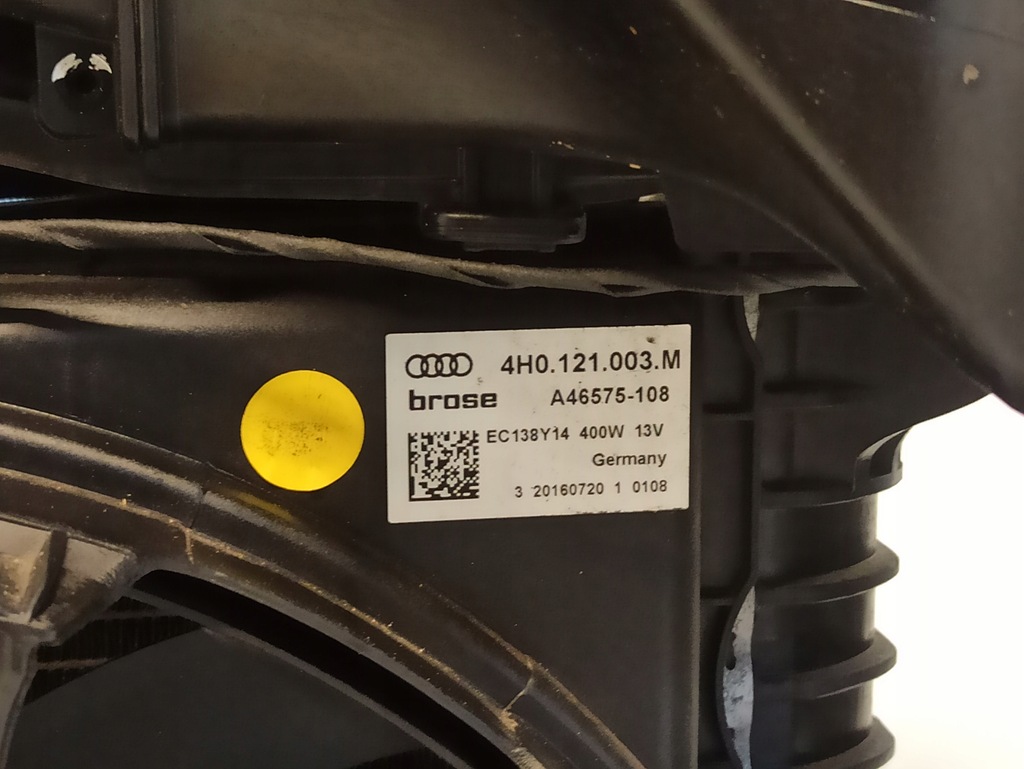 4H0.121.003.M
brose A46575-108
EC138Y14 400W 13V
Germany
3 20160720 1 0108